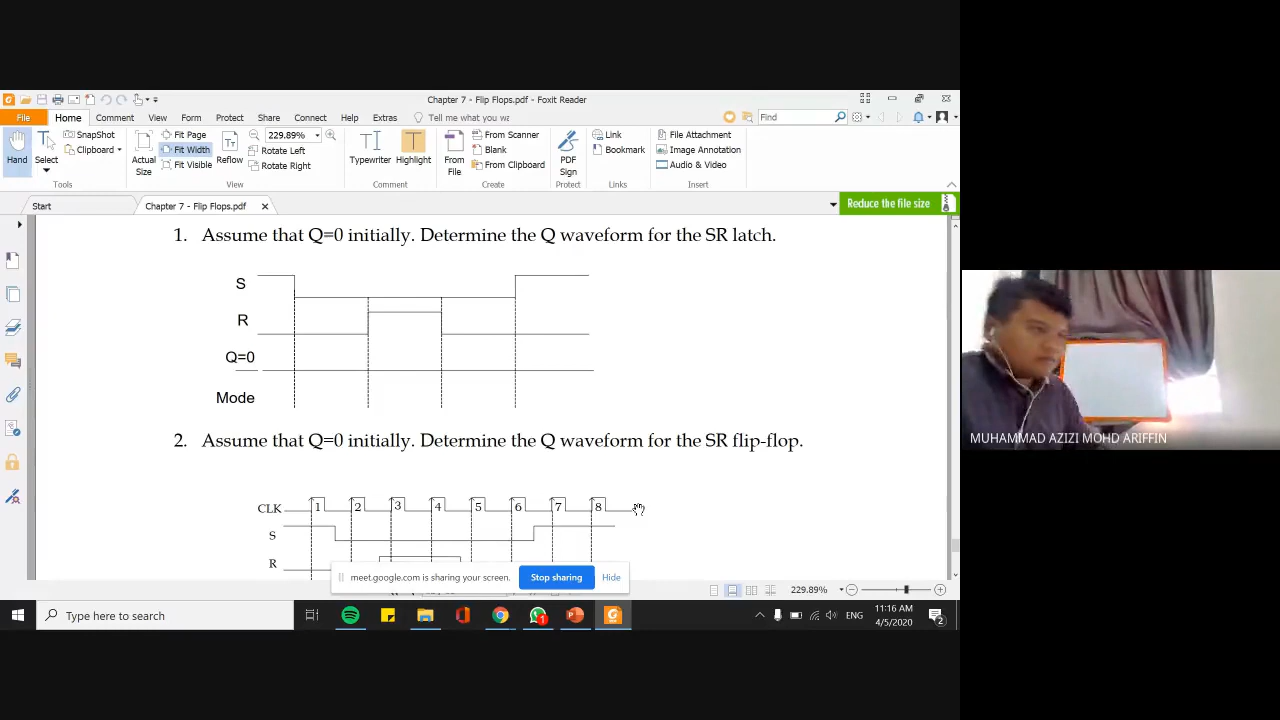 Chapter 7 - Flip Flops.pdf - Foxit Reader
File Home Comment View Form Protect Share Connect Help Extras Tell me what you wa Find
Hand
Select
SnapShot
Clipboard
Actual Size
Fit Page
Fit Width
Fit Visible
Reflow
229.89%
Rotate Left
Rotate Right
Typewriter
Highlight
From File
From Scanner
Blank
From Clipboard
PDF Sign
Link
Bookmark
File Attachment
Image Annotation
Audio & Video
Tools View Comment Create Protect Links Insert
Start Chapter 7 - Flip Flops.pdf Reduce the file size
1. Assume that Q=0 initially. Determine the Q waveform for the SR latch.
S
R
Q=0
Mode
2. Assume that Q=0 initially. Determine the Q waveform for the SR flip-flop.
CLK 1 2 3 4 5 6 7 8
S
R
meet.google.com is sharing your screen. Stop sharing Hide
229.89%
Type here to search
1
ENG
11:16 AM
4/5/2020
2
MUHAMMAD AZIZI MOHD ARIFFIN